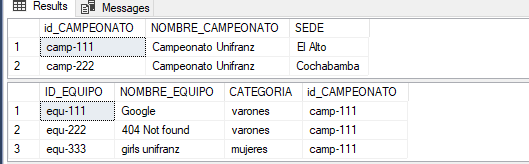 Results Messages
id_CAMPEONATO NOMBRE_CAMPEONATO SEDE
1 camp-111 Campeonato Unifranz El Alto
2 camp-222 Campeonato Unifranz Cochabamba
ID_EQUIPO NOMBRE_EQUIPO CATEGORIA id_CAMPEONATO
1 equ-111 Google varones camp-111
2 equ-222 404 Not found varones camp-111
3 equ-333 girls unifranz mujeres camp-111